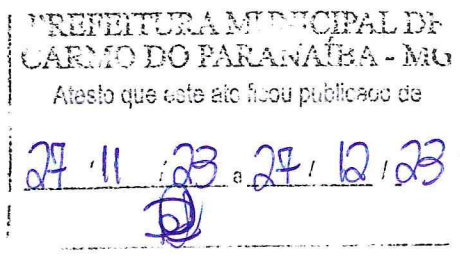 PREFEITURA MUNICIPAL DE
CARMO DO PARANAÍBA - MG
Atesto que este ato ficou publicado de
27 / 11 / 23 a 27 / 12 / 23